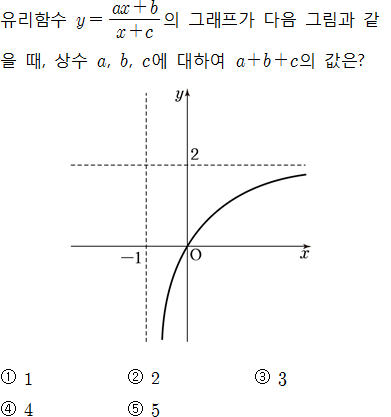 유리함수 y = \frac{ax+b}{x+c}의 그래프가 다음 그림과 같
을 때, 상수 a, b, c에 대하여 a+b+c의 값은?
y
2
-1
O
x
① 1 ② 2 ③ 3
④ 4 ⑤ 5